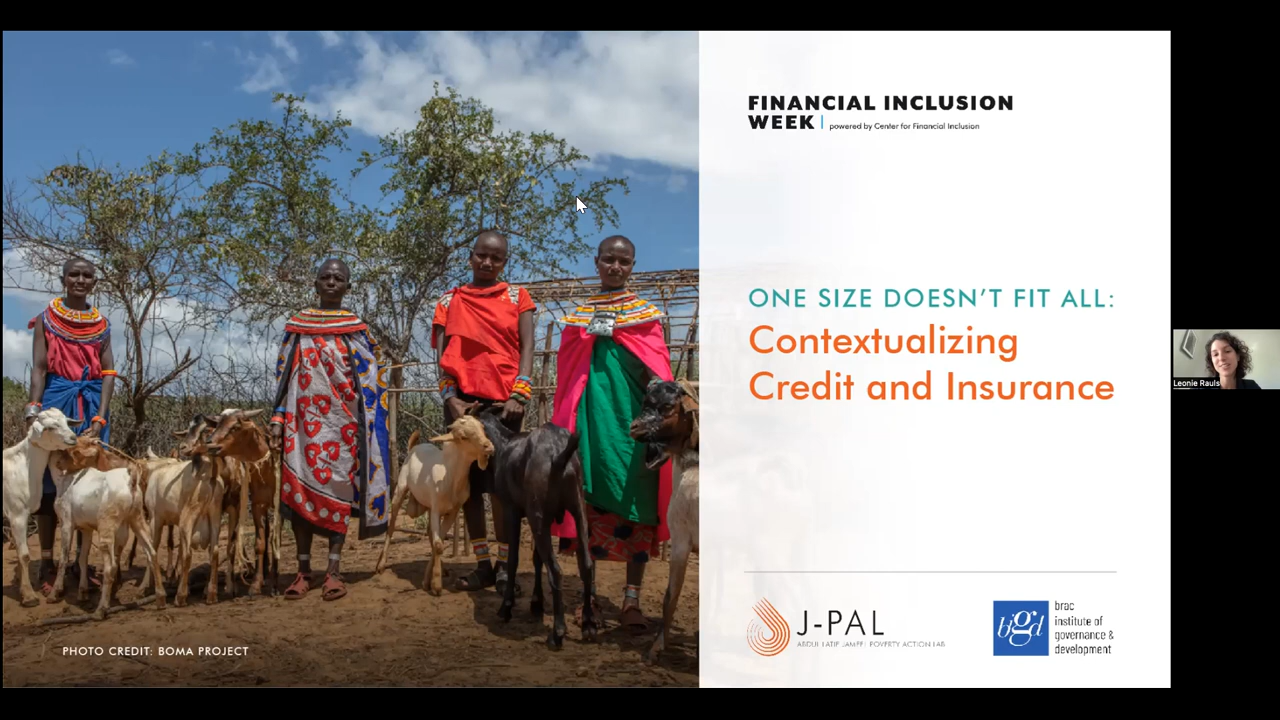 FINANCIAL INCLUSION
WEEK | powered by Center for Financial Inclusion
ONE SIZE DOESN'T FIT ALL:
Contextualizing
Credit and Insurance
Leonie Rauls
J-PAL
ABDUL LATIF JAMEEL POVERTY ACTION LAB
bigd
brac
institute of
governance &
development
PHOTO CREDIT: BOMA PROJECT